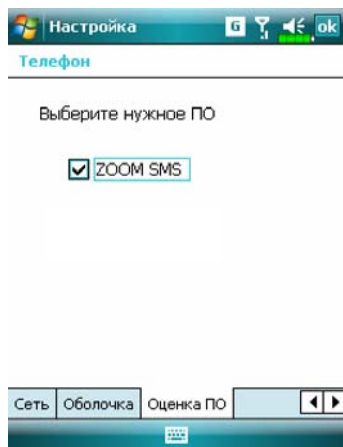 Настройка G ok
Телефон
Выберите нужное ПО
ZOOM SMS
Сеть Оболочка Оценка ПО